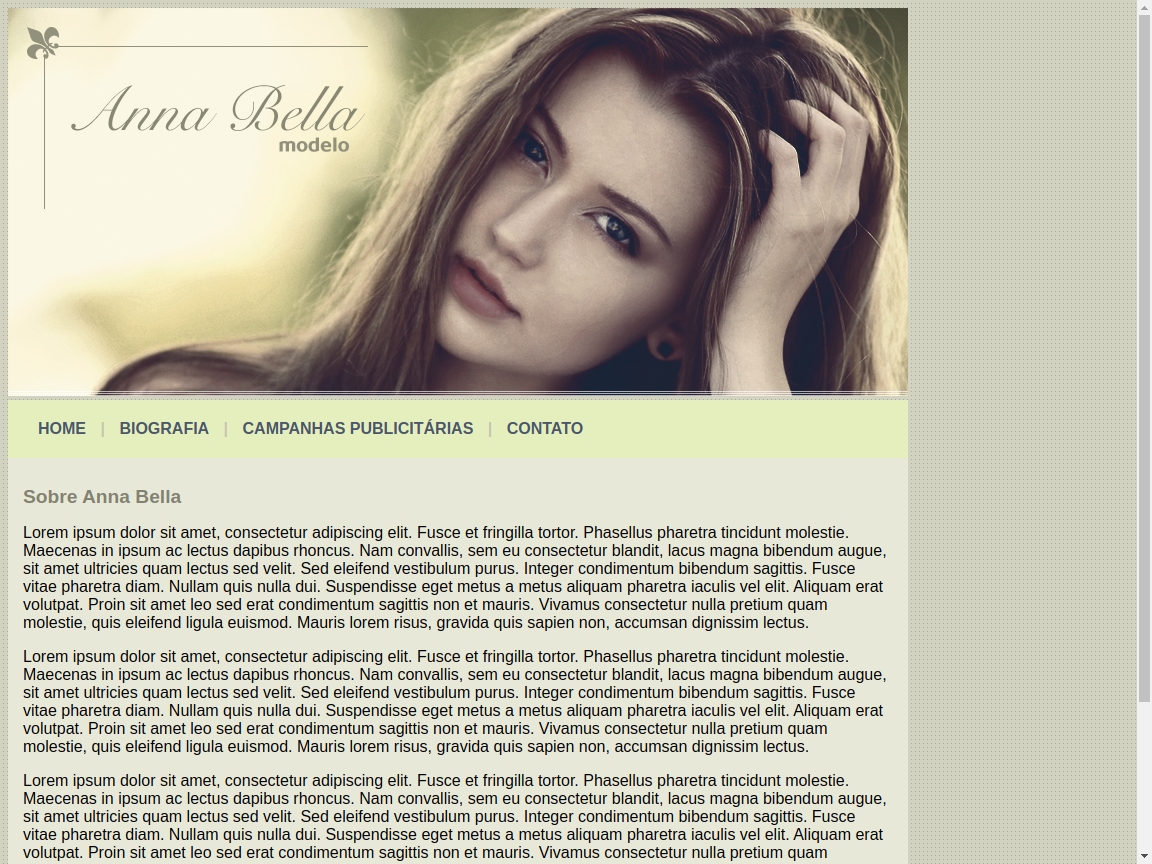 Anna Bella
modelo
HOME | BIOGRAFIA | CAMPANHAS PUBLICITÁRIAS | CONTATO
Sobre Anna Bella
Lorem ipsum dolor sit amet, consectetur adipiscing elit. Fusce et fringilla tortor. Phasellus pharetra tincidunt molestie.
Maecenas in ipsum ac lectus dapibus rhoncus. Nam convallis, sem eu consectetur blandit, lacus magna bibendum augue,
sit amet ultricies quam lectus sed velit. Sed eleifend vestibulum purus. Integer condimentum bibendum sagittis. Fusce
vitae pharetra diam. Nullam quis nulla dui. Suspendisse eget metus a metus aliquam pharetra iaculis vel elit. Aliquam erat
volutpat. Proin sit amet leo sed erat condimentum sagittis non et mauris. Vivamus consectetur nulla pretium quam
molestie, quis eleifend ligula euismod. Mauris lorem risus, gravida quis sapien non, accumsan dignissim lectus.
Lorem ipsum dolor sit amet, consectetur adipiscing elit. Fusce et fringilla tortor. Phasellus pharetra tincidunt molestie.
Maecenas in ipsum ac lectus dapibus rhoncus. Nam convallis, sem eu consectetur blandit, lacus magna bibendum augue,
sit amet ultricies quam lectus sed velit. Sed eleifend vestibulum purus. Integer condimentum bibendum sagittis. Fusce
vitae pharetra diam. Nullam quis nulla dui. Suspendisse eget metus a metus aliquam pharetra iaculis vel elit. Aliquam erat
volutpat. Proin sit amet leo sed erat condimentum sagittis non et mauris. Vivamus consectetur nulla pretium quam
molestie, quis eleifend ligula euismod. Mauris lorem risus, gravida quis sapien non, accumsan dignissim lectus.
Lorem ipsum dolor sit amet, consectetur adipiscing elit. Fusce et fringilla tortor. Phasellus pharetra tincidunt molestie.
Maecenas in ipsum ac lectus dapibus rhoncus. Nam convallis, sem eu consectetur blandit, lacus magna bibendum augue,
sit amet ultricies quam lectus sed velit. Sed eleifend vestibulum purus. Integer condimentum bibendum sagittis. Fusce
vitae pharetra diam. Nullam quis nulla dui. Suspendisse eget metus a metus aliquam pharetra iaculis vel elit. Aliquam erat
volutpat. Proin sit amet leo sed erat condimentum sagittis non et mauris. Vivamus consectetur nulla pretium quam